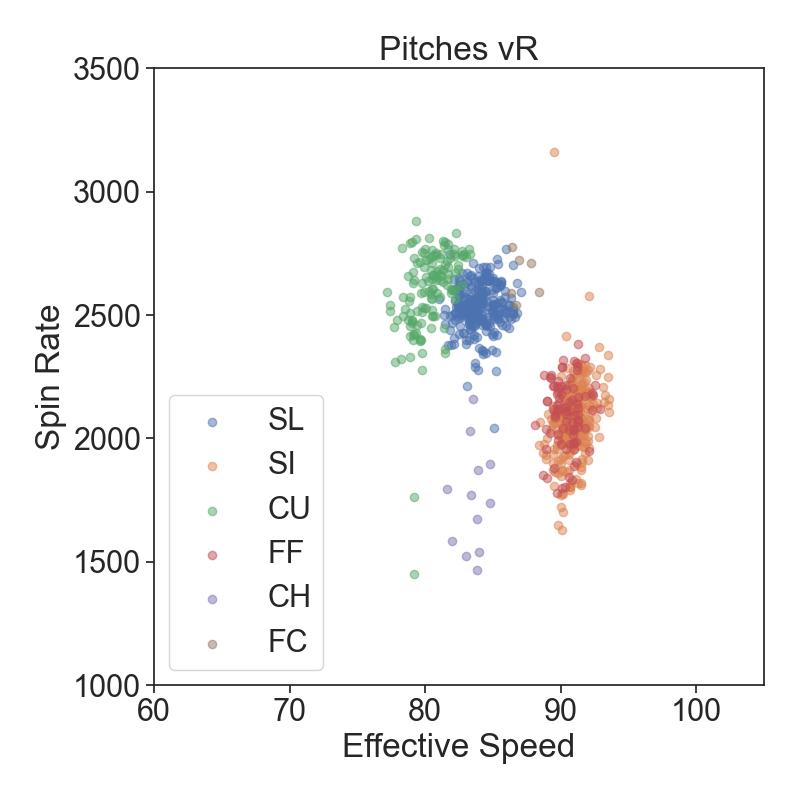 Pitches vR
3500
3000
2500
2000
1500
1000
Spin Rate
SL
SI
CU
FF
CH
FC
60 70 80 90 100
Effective Speed